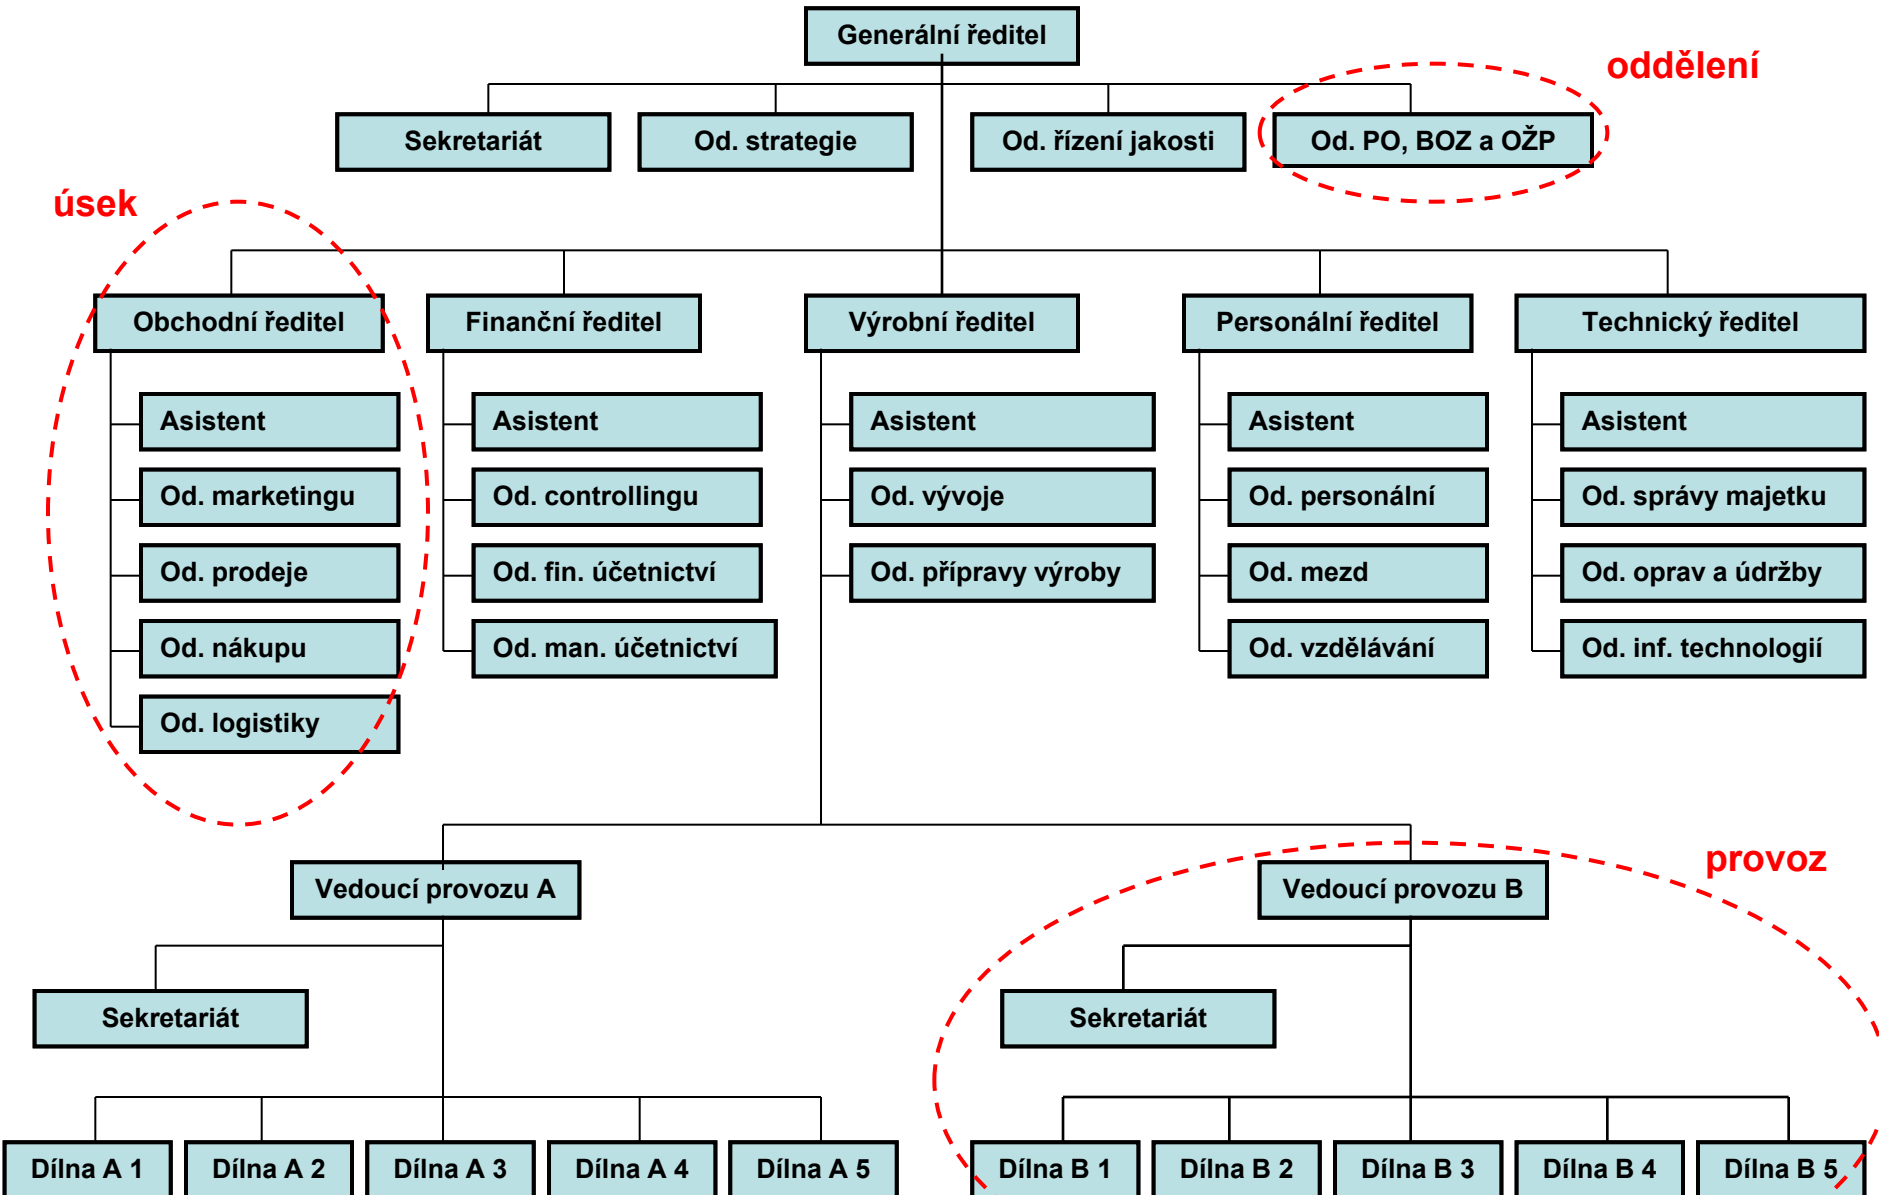 Generální ředitel
oddělení
Sekretariát
Od. strategie
Od. řízení jakosti
Od. PO, BOZ a OŽP
úsek
Obchodní ředitel
Finanční ředitel
Výrobní ředitel
Personální ředitel
Technický ředitel
Asistent
Asistent
Asistent
Asistent
Asistent
Od. marketingu
Od. controllingu
Od. vývoje
Od. personální
Od. správy majetku
Od. prodeje
Od. fin. účetnictví
Od. přípravy výroby
Od. mezd
Od. oprav a údržby
Od. nákupu
Od. man. účetnictví
Od. vzdělávání
Od. inf. technologií
Od. logistiky
provoz
Vedoucí provozu A
Vedoucí provozu B
Sekretariát
Sekretariát
Dílna A 1
Dílna A 2
Dílna A 3
Dílna A 4
Dílna A 5
Dílna B 1
Dílna B 2
Dílna B 3
Dílna B 4
Dílna B 5